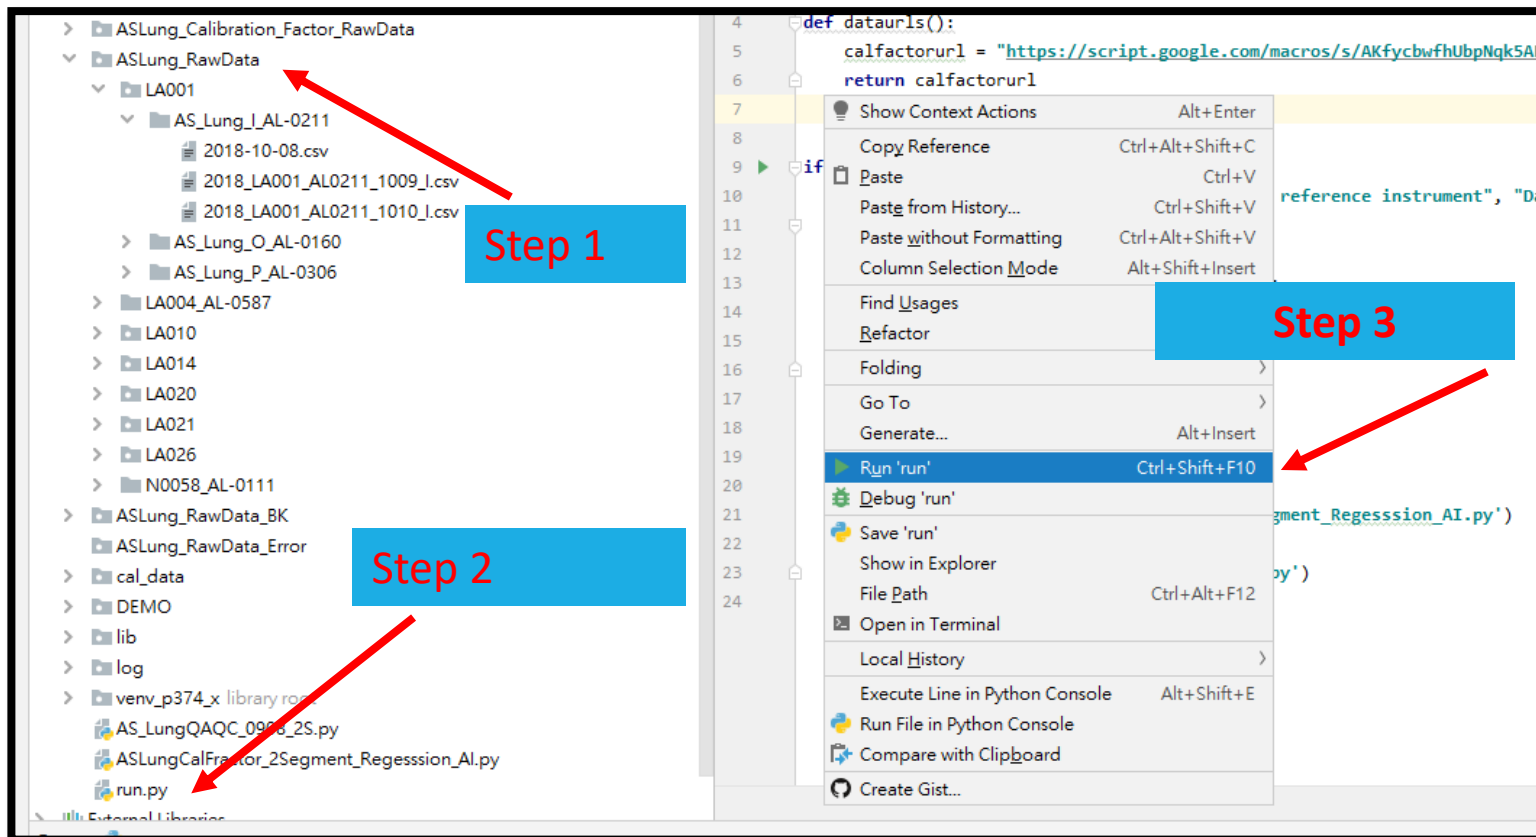 ASLung_Calibration_Factor_RawData
ASLung_RawData
LA001
AS_Lung_I_AL-0211
2018-10-08.csv
2018_LA001_AL0211_1009_I.csv
2018_LA001_AL0211_1010_I.csv
AS_Lung_O_AL-0160
AS_Lung_P_AL-0306
LA004_AL-0587
LA010
LA014
LA020
LA021
LA026
N0058_AL-0111
ASLung_RawData_BK
ASLung_RawData_Error
cal_data
DEMO
lib
log
venv_p374_x library root
AS_LungQAQC_0908_2S.py
ASLungCalFractor_2Segment_Regesssion_AI.py
run.py
External Libraries
Step 1
Step 2
4 def dataurls():
5 calfactorurl = "https://script.google.com/macros/s/AKfycbwfhUbpNqk5A
6 return calfactorurl
7
8
9 if
10 reference instrument", "Da
11
12
13
14
15
16
17
18
19
20
21 gment_Regesssion_AI.py')
22
23 py')
24
Show Context Actions Alt+Enter
Copy Reference Ctrl+Alt+Shift+C
Paste Ctrl+V
Paste from History... Ctrl+Shift+V
Paste without Formatting Ctrl+Alt+Shift+V
Column Selection Mode Alt+Shift+Insert
Find Usages
Refactor
Folding
Go To
Generate... Alt+Insert
Run 'run' Ctrl+Shift+F10
Debug 'run'
Save 'run'
Show in Explorer
File Path Ctrl+Alt+F12
Open in Terminal
Local History
Execute Line in Python Console Alt+Shift+E
Run File in Python Console
Compare with Clipboard
Create Gist...
Step 3